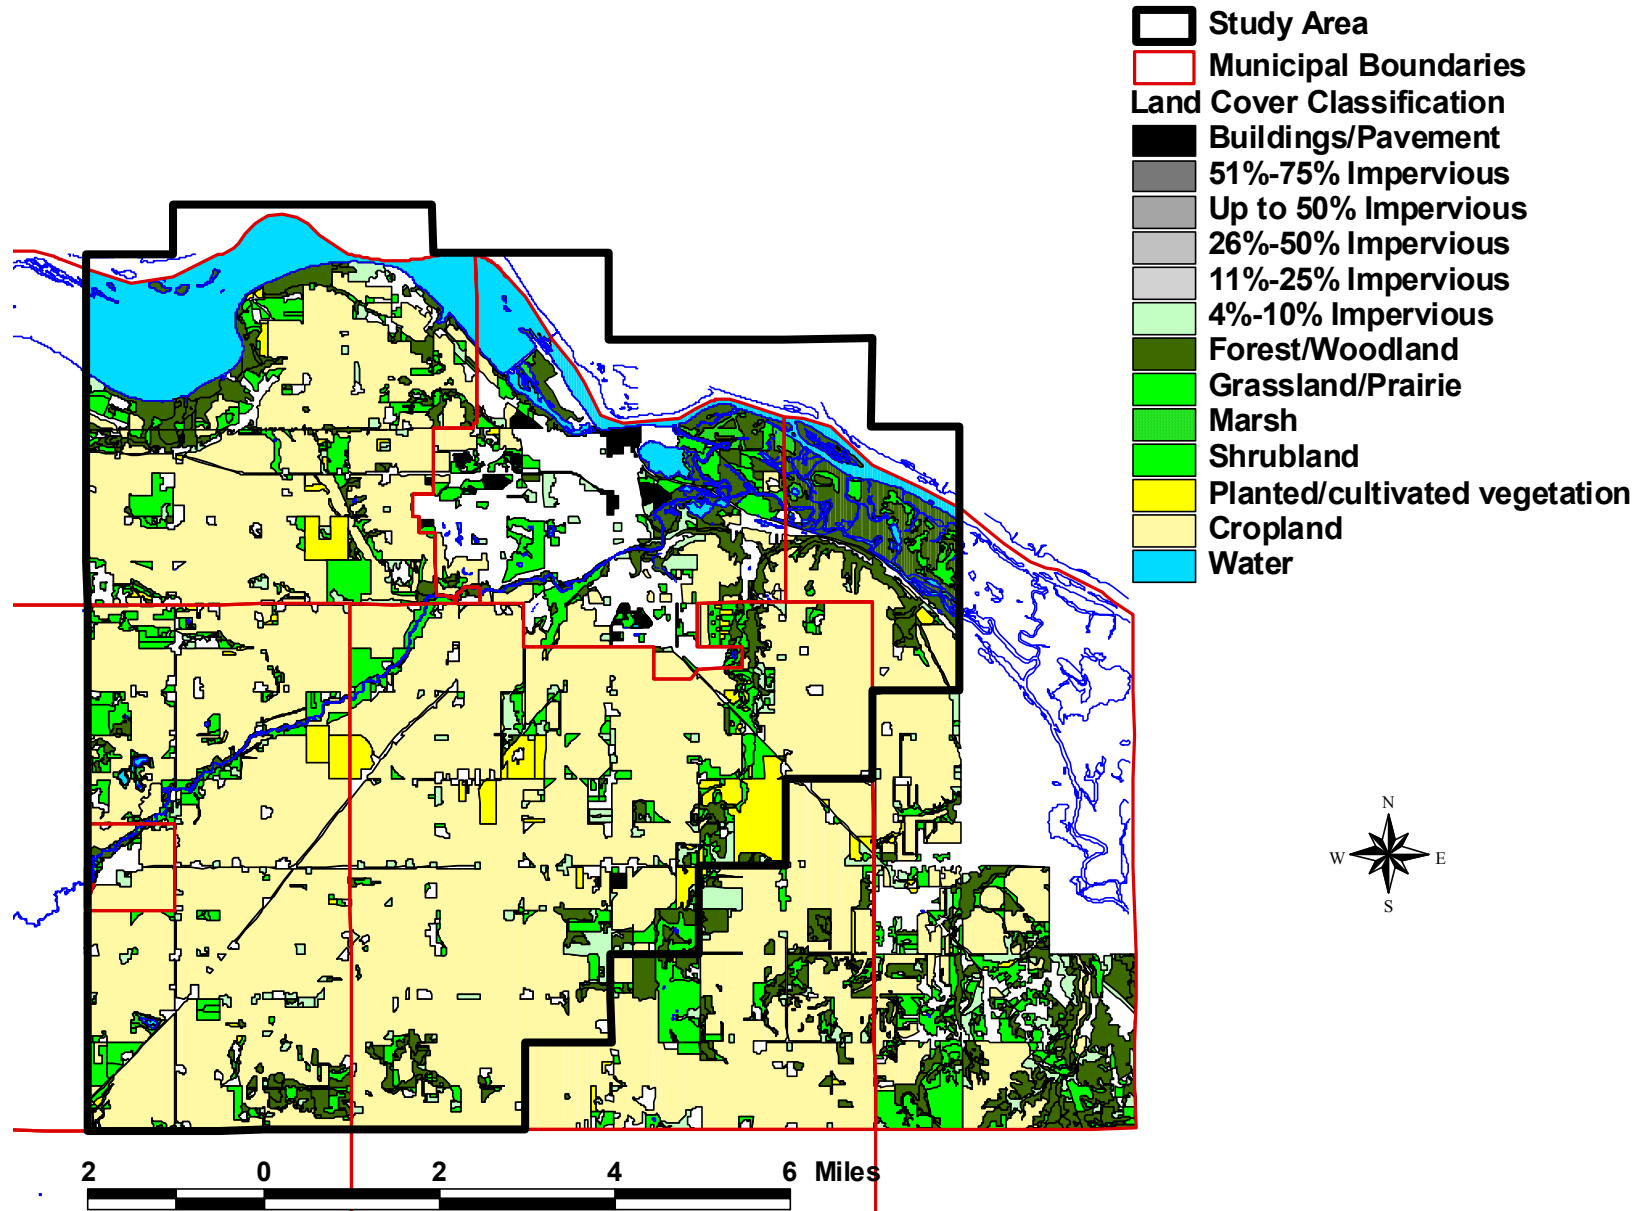 Study Area
Municipal Boundaries
Land Cover Classification
Buildings/Pavement
51%-75% Impervious
Up to 50% Impervious
26%-50% Impervious
11%-25% Impervious
4%-10% Impervious
Forest/Woodland
Grassland/Prairie
Marsh
Shrubland
Planted/cultivated vegetation
Cropland
Water
N
W E
S
2 0 2 4 6 Miles